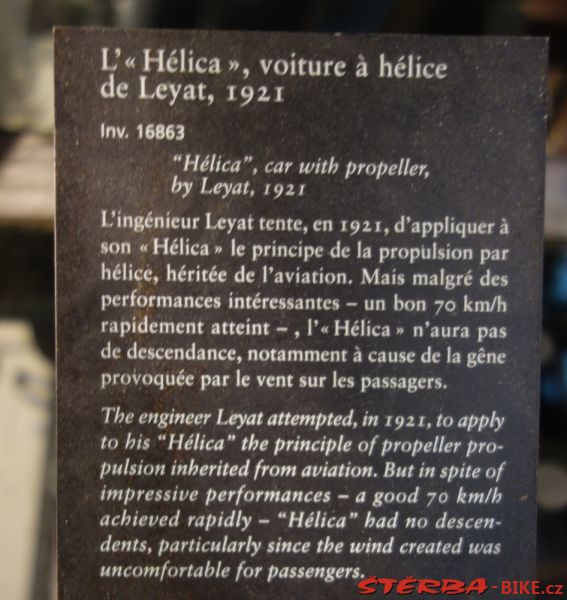 L'« Hélica », voiture à hélice
de Leyat, 1921
Inv. 16863
"Hélica", car with propeller,
by Leyat, 1921
L'ingénieur Leyat tente, en 1921, d'appliquer à
son « Hélica » le principe de la propulsion par
hélice, héritée de l'aviation. Mais malgré des
performances intéressantes – un bon 70 km/h
rapidement atteint – , l'« Hélica » n'aura pas
de descendance, notamment à cause de la gêne
provoquée par le vent sur les passagers.
The engineer Leyat attempted, in 1921, to apply
to his "Hélica" the principle of propeller pro-
pulsion inherited from aviation. But in spite of
impressive performances – a good 70 km/h
achieved rapidly – "Hélica" had no descen-
dents, particularly since the wind created was
uncomfortable for passengers.
ŠTĚRBA-BIKE.cz